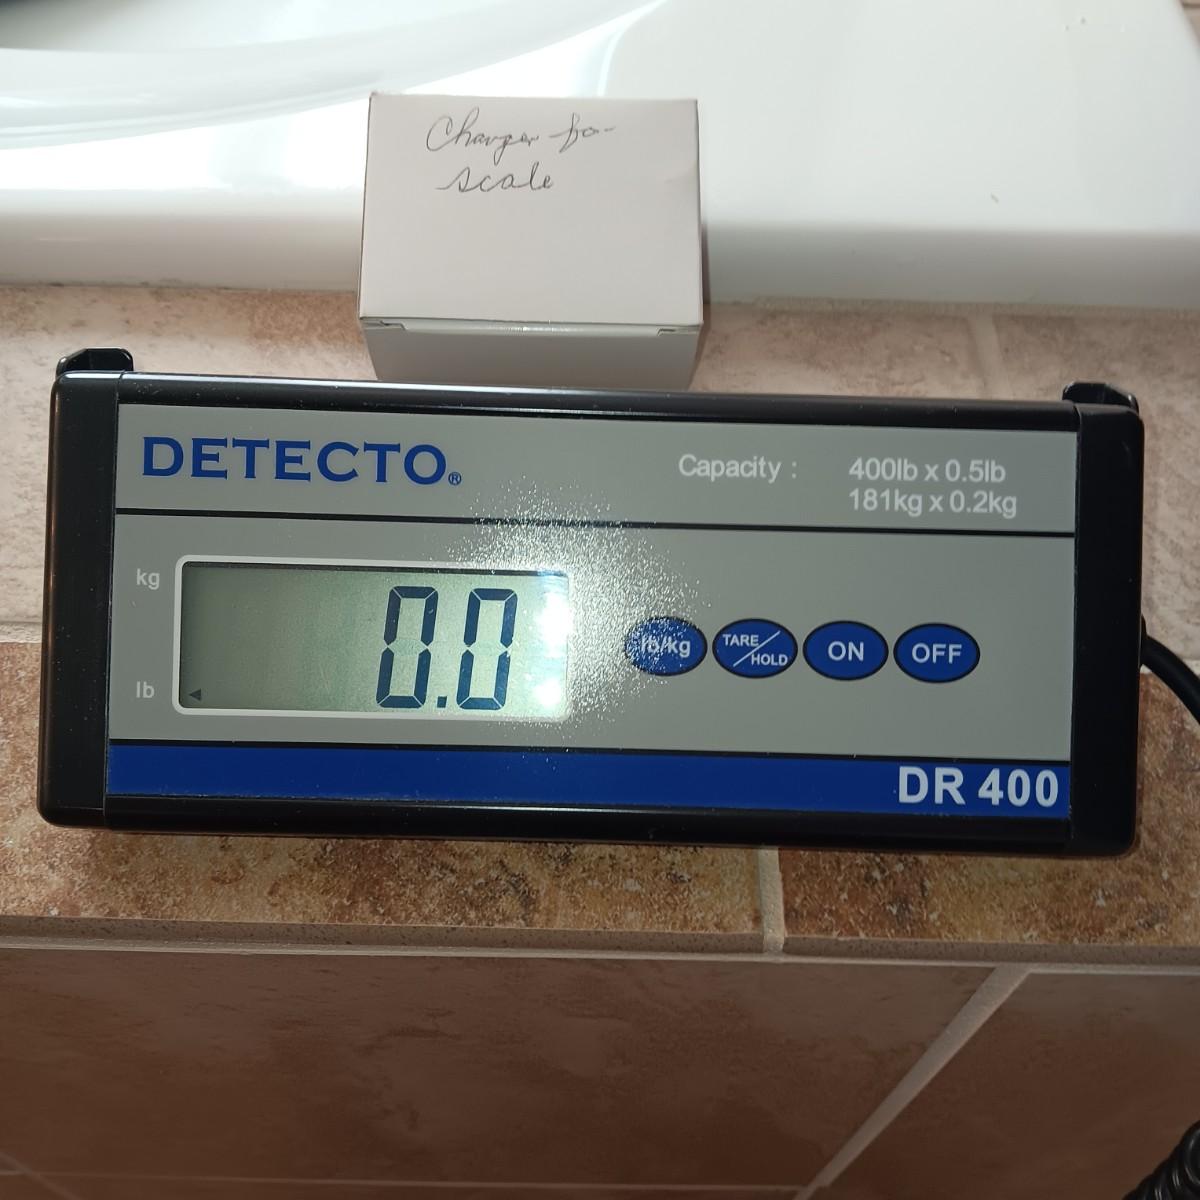 Charger for
scale
DETECTO®
Capacity : 400lb x 0.5lb
181kg x 0.2kg
kg
lb
0.0
lb/kg
TARE/HOLD
ON
OFF
DR 400